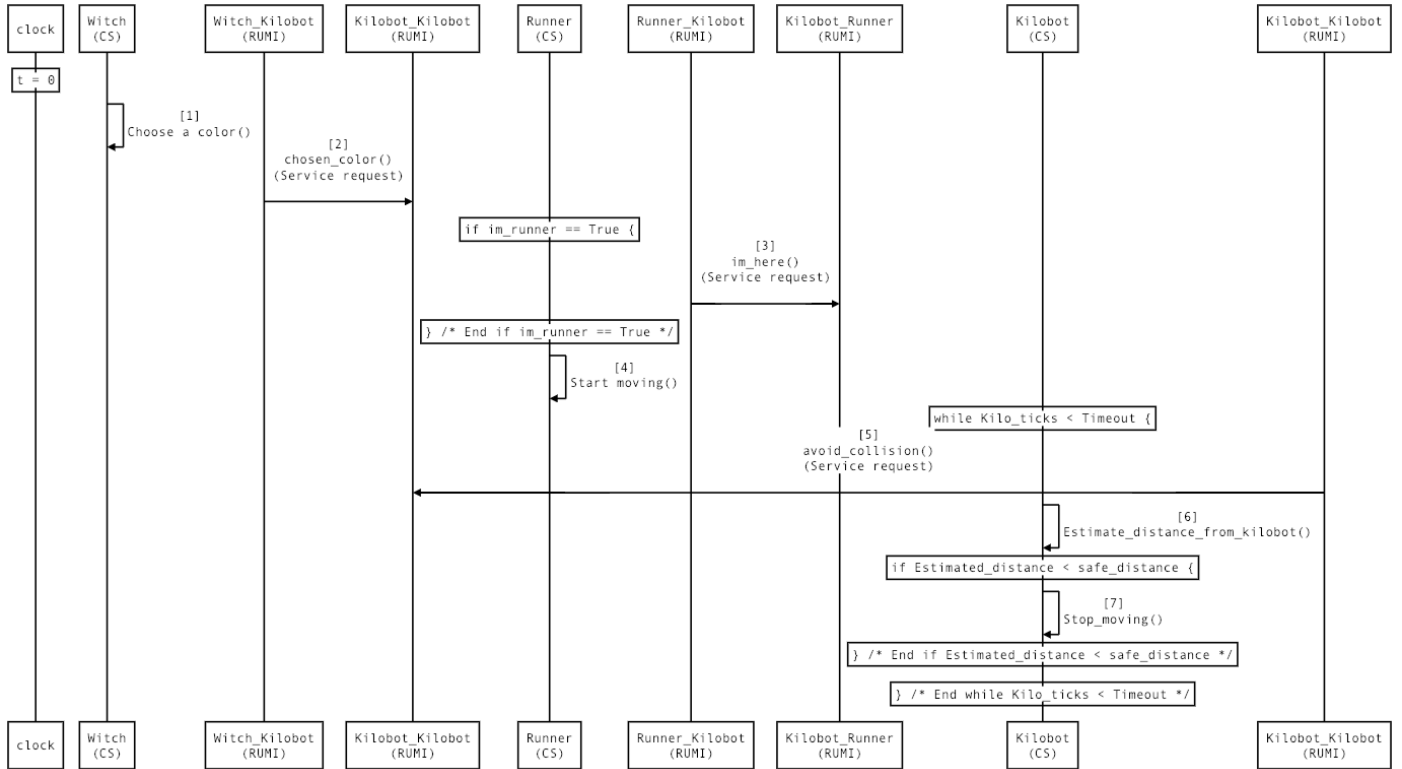 clock
Witch
(CS)
Witch_Kilobot
(RUMI)
Kilobot_Kilobot
(RUMI)
Runner
(CS)
Runner_Kilobot
(RUMI)
Kilobot_Runner
(RUMI)
Kilobot
(CS)
Kilobot_Kilobot
(RUMI)
t = 0
[1]
Choose a color()
[2]
chosen_color()
(Service request)
if im_runner == True {
[3]
im_here()
(Service request)
} /* End if im_runner == True */
[4]
Start moving()
while Kilo_ticks < Timeout {
[5]
avoid_collision()
(Service request)
[6]
Estimate_distance_from_kilobot()
if Estimated_distance < safe_distance {
[7]
Stop_moving()
} /* End if Estimated_distance < safe_distance */
} /* End while Kilo_ticks < Timeout */
clock
Witch
(CS)
Witch_Kilobot
(RUMI)
Kilobot_Kilobot
(RUMI)
Runner
(CS)
Runner_Kilobot
(RUMI)
Kilobot_Runner
(RUMI)
Kilobot
(CS)
Kilobot_Kilobot
(RUMI)